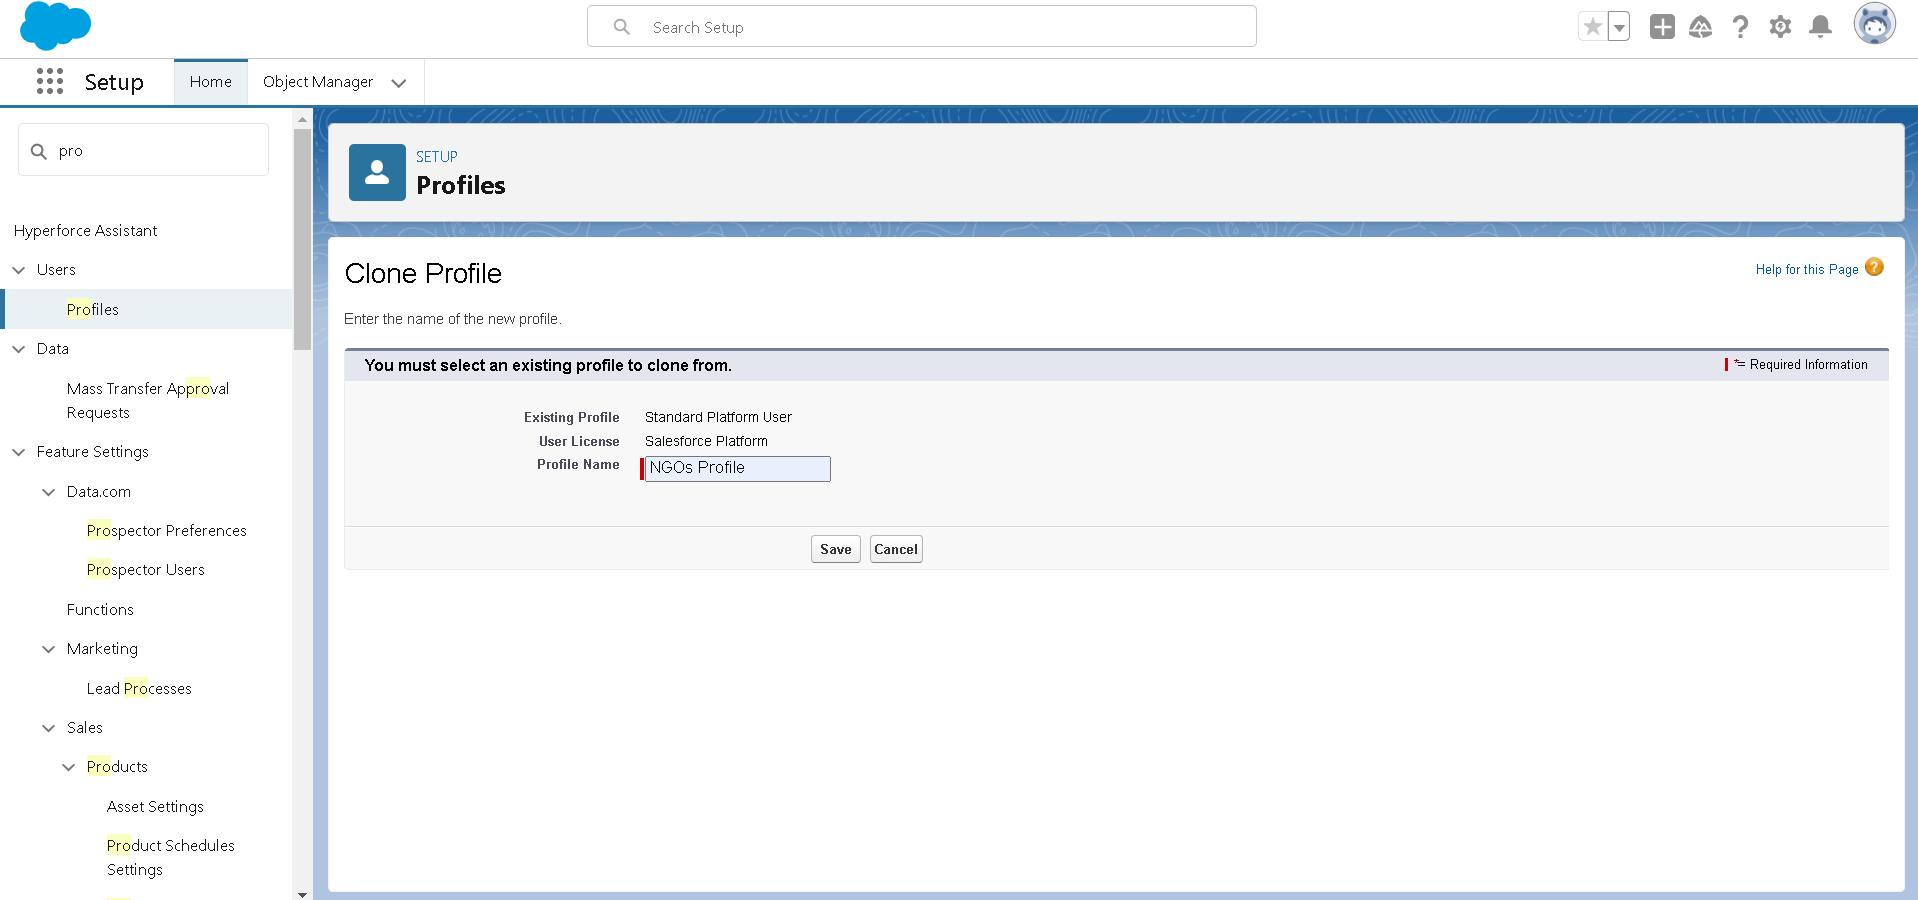 Search Setup
Setup
Home
Object Manager
pro
Hyperforce Assistant
Users
Profiles
Data
Mass Transfer Approval
Requests
Feature Settings
Data.com
Prospector Preferences
Prospector Users
Functions
Marketing
Lead Processes
Sales
Products
Asset Settings
Product Schedules
Settings
SETUP
Profiles
Clone Profile
Help for this Page ?
Enter the name of the new profile.
You must select an existing profile to clone from.
*= Required Information
Existing Profile Standard Platform User
User License Salesforce Platform
Profile Name NGOs Profile
Save Cancel